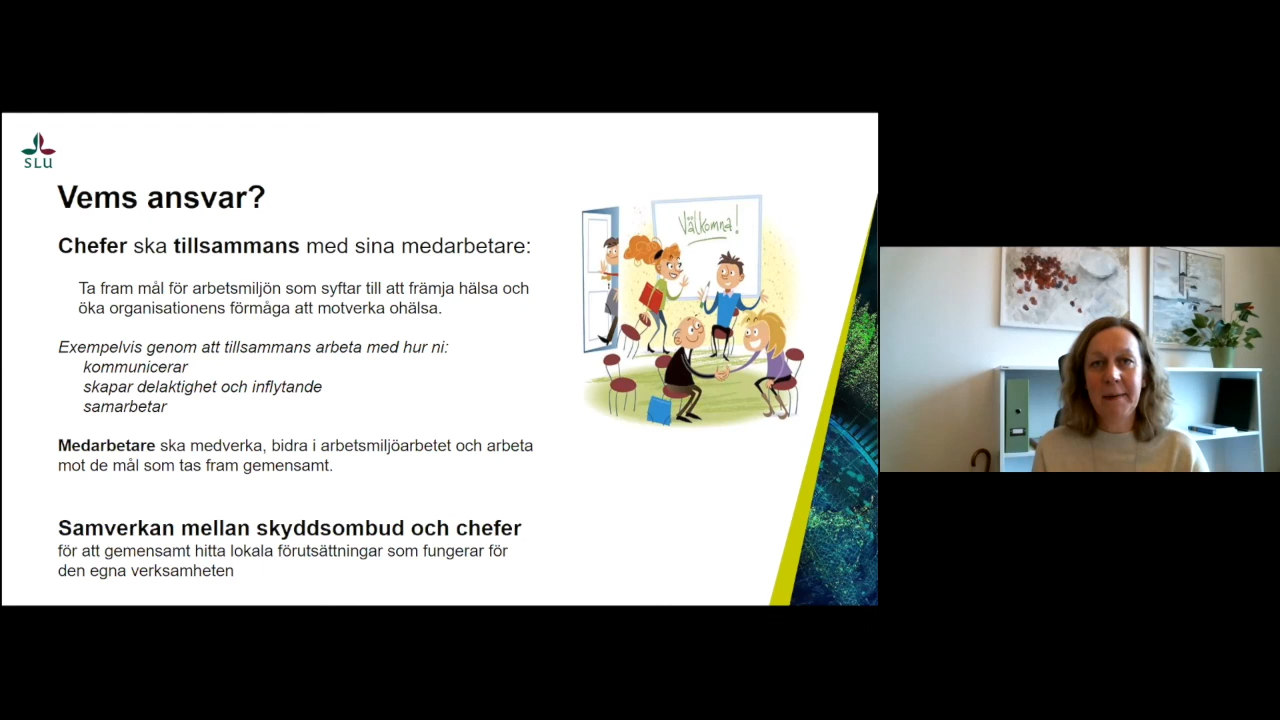 SLU
Vems ansvar?
Välkomna!
Chefer ska tillsammans med sina medarbetare:
Ta fram mål för arbetsmiljön som syftar till att främja hälsa och
öka organisationens förmåga att motverka ohälsa.
Exempelvis genom att tillsammans arbeta med hur ni:
kommunicerar
skapar delaktighet och inflytande
samarbetar
Medarbetare ska medverka, bidra i arbetsmiljöarbetet och arbeta
mot de mål som tas fram gemensamt.
Samverkan mellan skyddsombud och chefer
för att gemensamt hitta lokala förutsättningar som fungerar för
den egna verksamheten